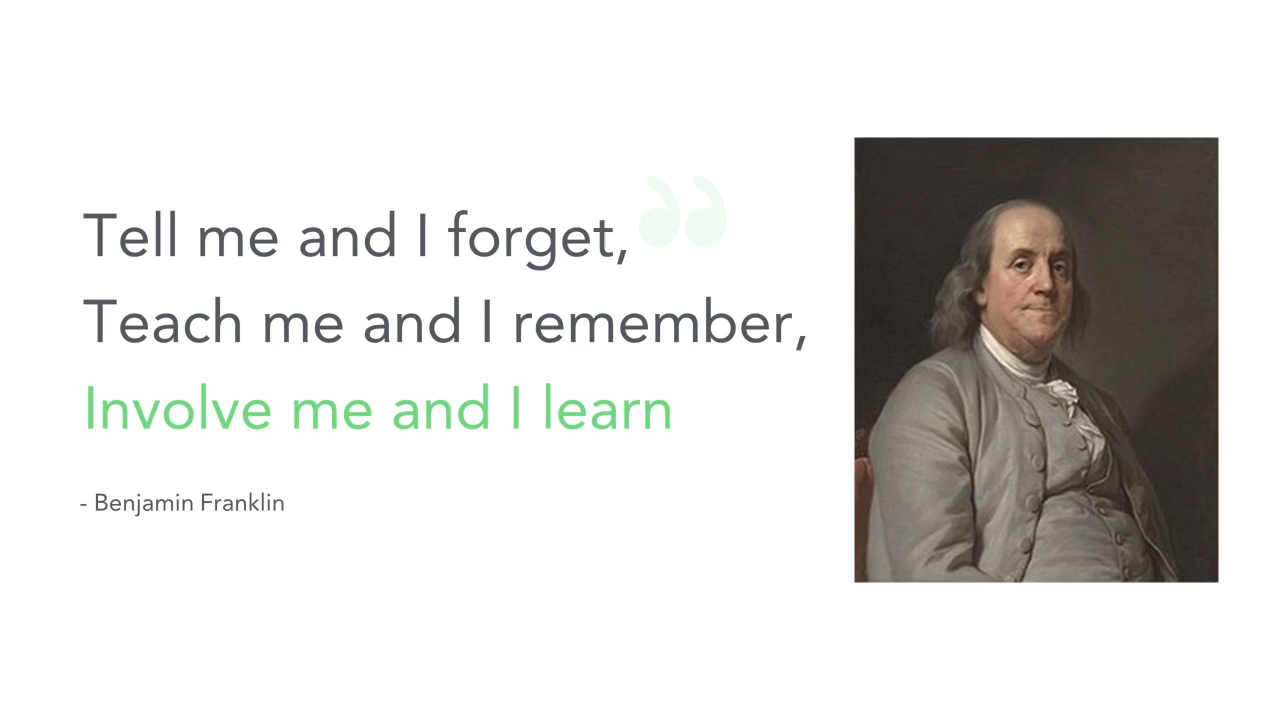 Tell me and I forget,
Teach me and I remember,
Involve me and I learn
- Benjamin Franklin